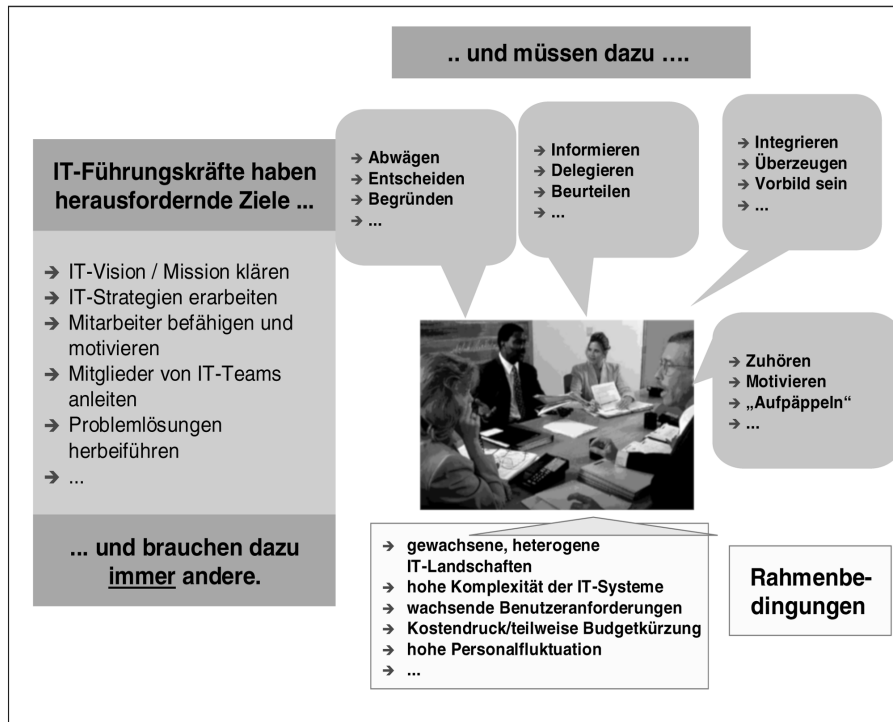 .. und müssen dazu ….
IT-Führungskräfte haben
herausfordernde Ziele ...
➔ IT-Vision / Mission klären
➔ IT-Strategien erarbeiten
➔ Mitarbeiter befähigen und
motivieren
➔ Mitglieder von IT-Teams
anleiten
➔ Problemlösungen
herbeiführen
➔ ...
... und brauchen dazu
immer andere.
➔ Abwägen
➔ Entscheiden
➔ Begründen
➔ ...
➔ Informieren
➔ Delegieren
➔ Beurteilen
➔ ...
➔ Integrieren
➔ Überzeugen
➔ Vorbild sein
➔ ...
➔ Zuhören
➔ Motivieren
➔ „Aufpäppeln“
➔ ...
➔ gewachsene, heterogene
IT-Landschaften
➔ hohe Komplexität der IT-Systeme
➔ wachsende Benutzeranforderungen
➔ Kostendruck/teilweise Budgetkürzung
➔ hohe Personalfluktuation
➔ ...
Rahmenbe-
dingungen